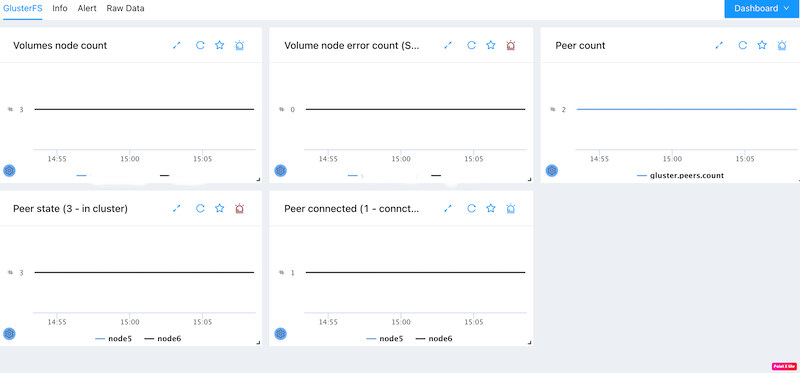 GlusterFS Info Alert Raw Data Dashboard
Volumes node count
% 3
14:55 15:00 15:05
Volume node error count (S...
% 0
14:55 15:00 15:05
Peer count
% 2
14:55 15:00 15:05
gluster.peers.count
Peer state (3 - in cluster)
% 3
14:55 15:00 15:05
node5 node6
Peer connected (1 - connct...
% 1
14:55 15:00 15:05
node5 node6